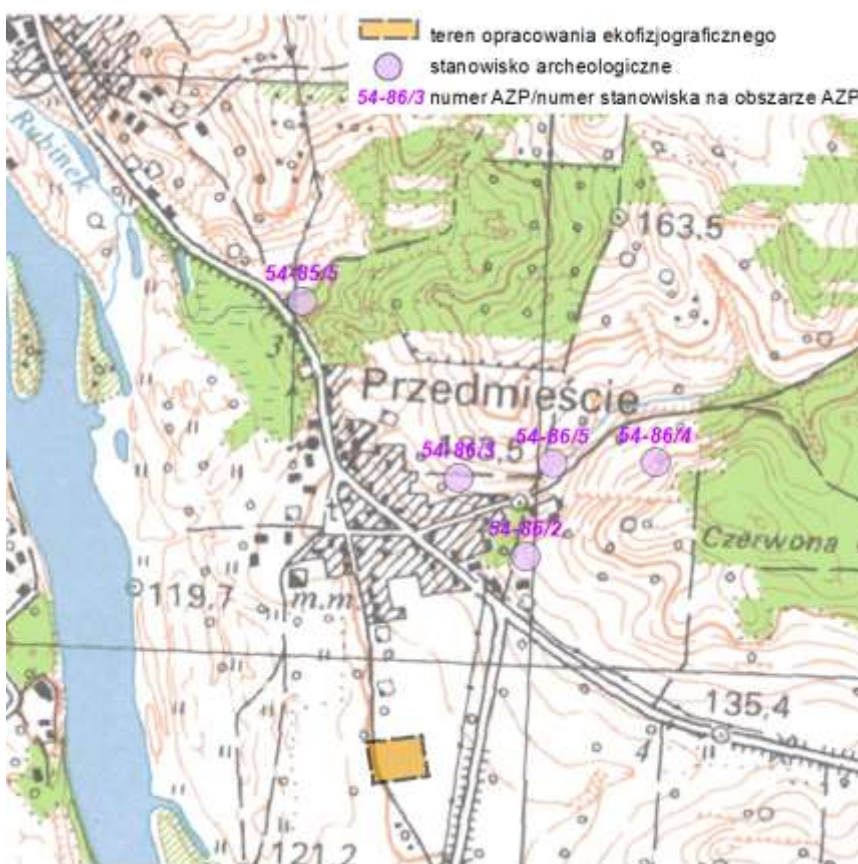 teren opracowania ekofizjograficznego
stanowisko archeologiczne
54-86/3 numer AZP/numer stanowiska na obszarze AZP
Rubinek
163,5
54-85/5
3
Przedmieście
54-86/3
54-86/5
54-86/4
54-86/2
Czerwona
119,7
m.m.
135,4
4
121,2